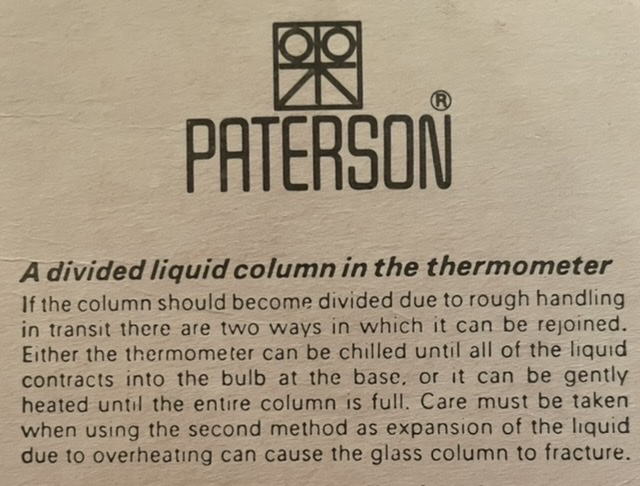 PATERSON®
A divided liquid column in the thermometer
If the column should become divided due to rough handling
in transit there are two ways in which it can be rejoined.
Either the thermometer can be chilled until all of the liquid
contracts into the bulb at the base, or it can be gently
heated until the entire column is full. Care must be taken
when using the second method as expansion of the liquid
due to overheating can cause the glass column to fracture.